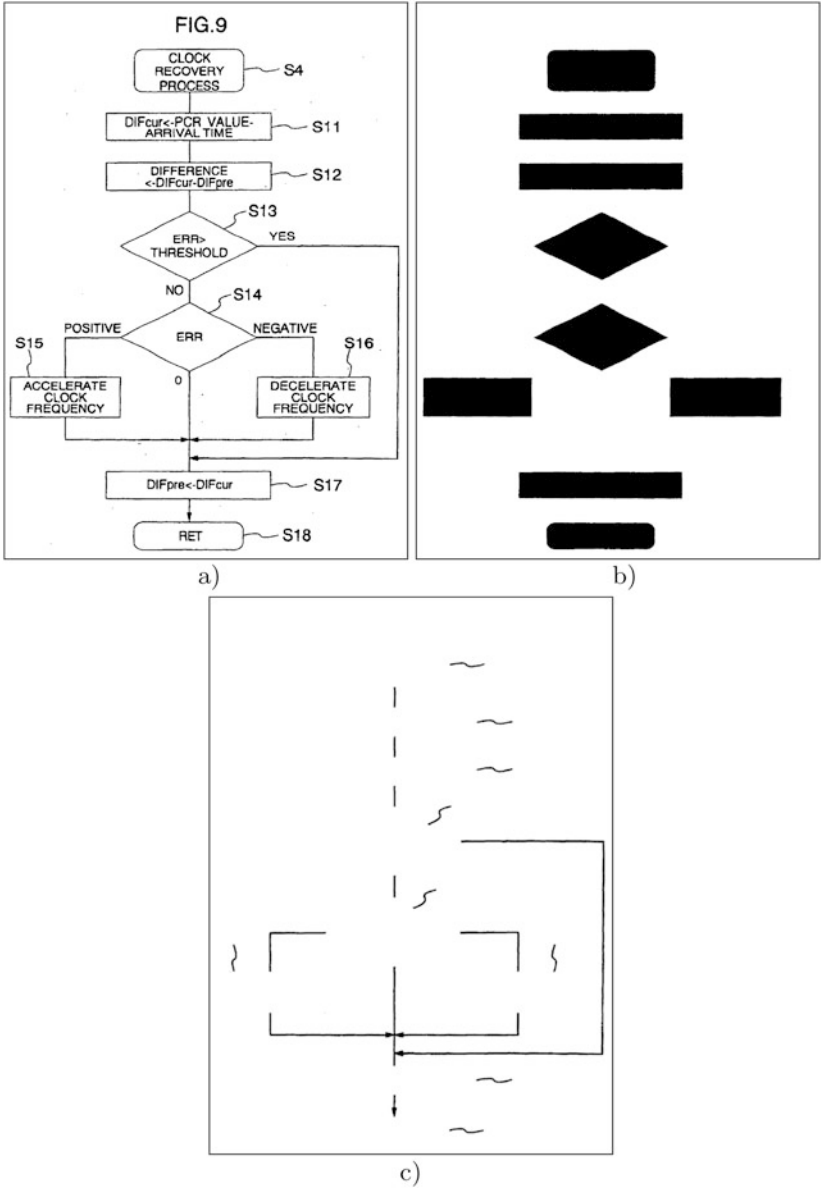 FIG.9
CLOCK
RECOVERY
PROCESS
S4
DIFcur<-PCR VALUE-
ARRIVAL TIME
S11
DIFFERENCE
<-DIFcur-DIFpre
S12
S13
ERR>
THRESHOLD
YES
NO
S14
POSITIVE
ERR
NEGATIVE
S15
S16
0
ACCELERATE
CLOCK
FREQUENCY
DECELERATE
CLOCK
FREQUENCY
DIFpre<-DIFcur
S17
RET
S18
a)
b)
c)